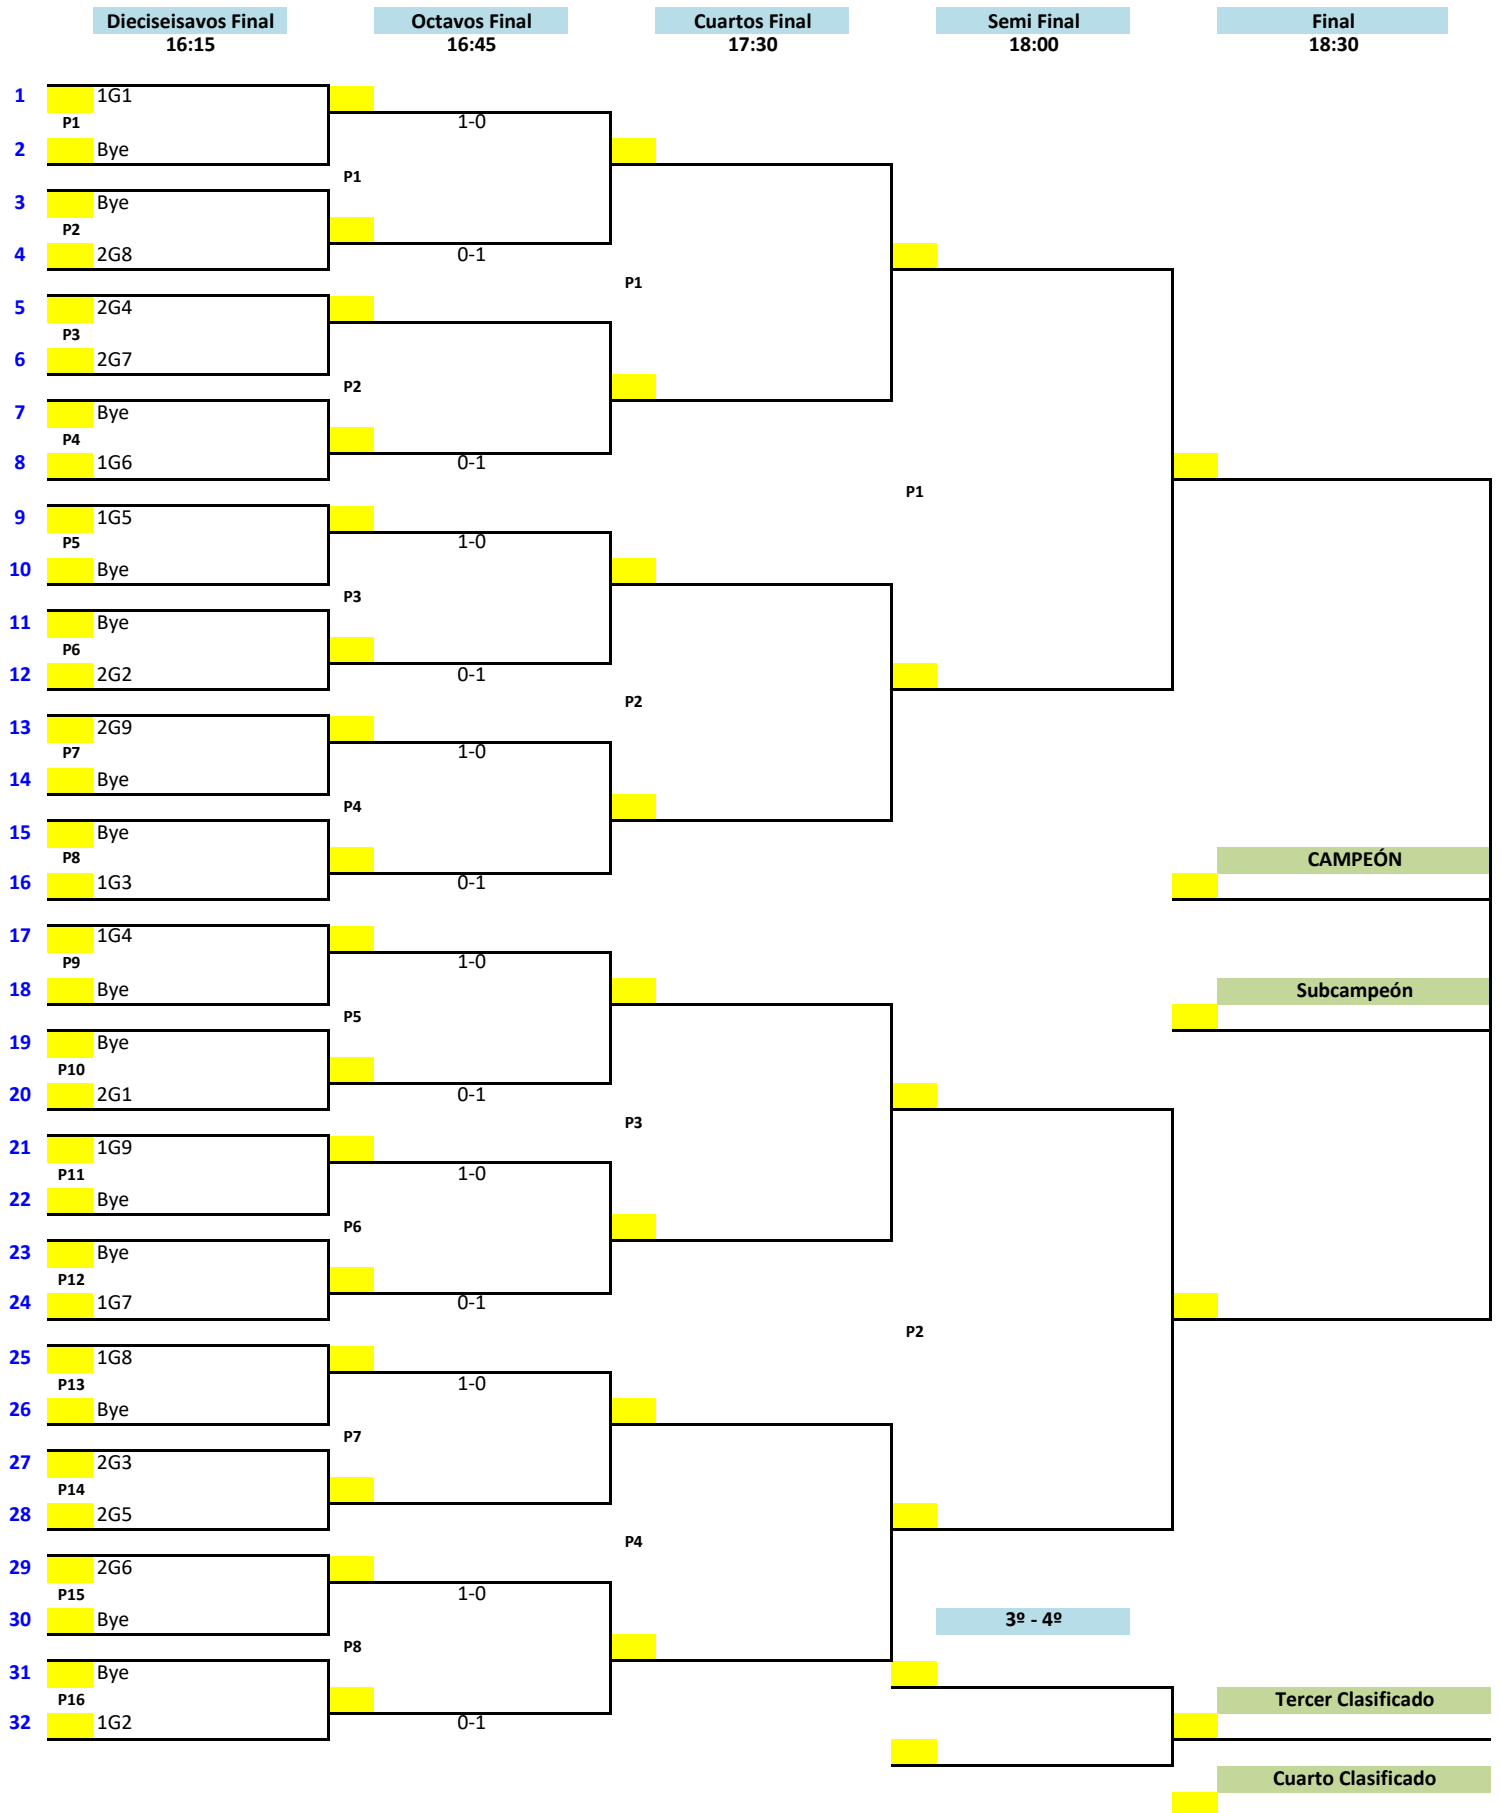 Dieciseisavos Final Octavos Final Cuartos Final Semi Final Final
16:15 16:45 17:30 18:00 18:30
1 1G1
P1 1-0
2 Bye
P1
3 Bye
P2
4 2G8 0-1
P1
5 2G4
P3
6 2G7
P2
7 Bye
P4
8 1G6 0-1
P1
9 1G5
P5 1-0
10 Bye
P3
11 Bye
P6
12 2G2 0-1
P2
13 2G9
P7 1-0
14 Bye
P4
15 Bye
P8 CAMPEÓN
16 1G3 0-1
17 1G4
P9 1-0
18 Bye Subcampeón
P5
19 Bye
P10
20 2G1 0-1
P3
21 1G9
P11 1-0
22 Bye
P6
23 Bye
P12
24 1G7 0-1
P2
25 1G8
P13 1-0
26 Bye
P7
27 2G3
P14
28 2G5
P4
29 2G6
P15 1-0
30 Bye 3º - 4º
P8
31 Bye
P16 Tercer Clasificado
32 1G2 0-1
Cuarto Clasificado